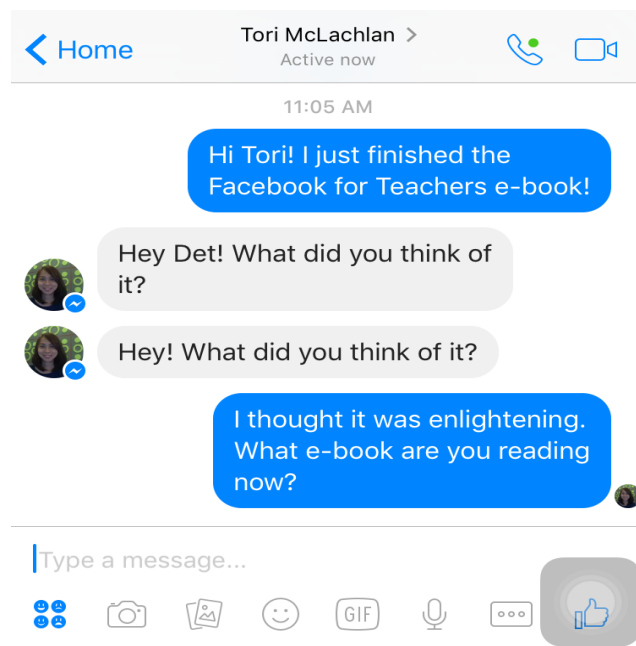 Home
Tori McLachlan >
Active now
11:05 AM
Hi Tori! I just finished the
Facebook for Teachers e-book!
Hey Det! What did you think of
it?
Hey! What did you think of it?
I thought it was enlightening.
What e-book are you reading
now?
Type a message...
GIF